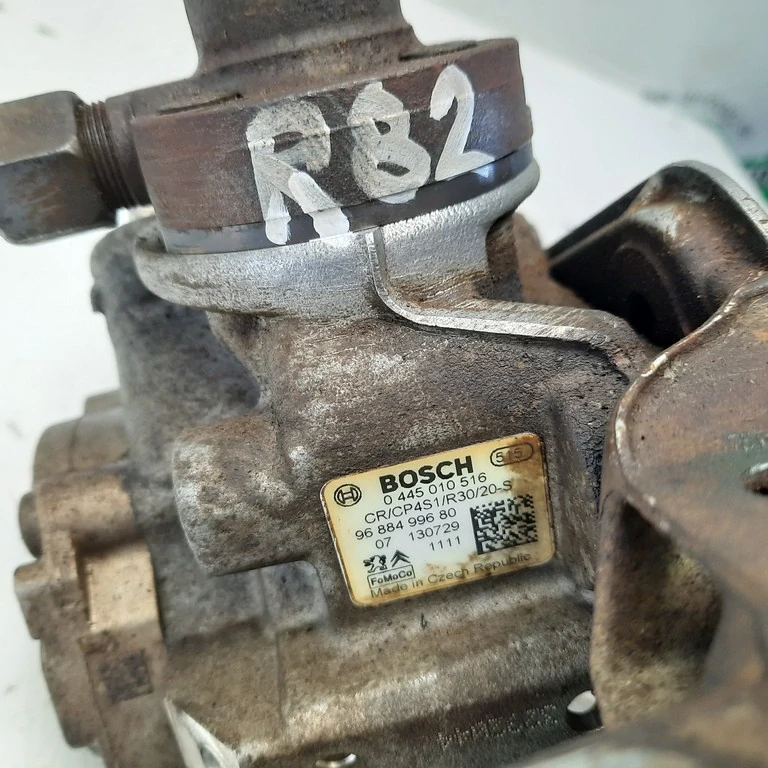 R82
BOSCH 515
0 445 010 516
CR/CP4S1/R30/20-S
96 884 996 80
07 130729
1111
FoMoCo
Made in Czech Republic